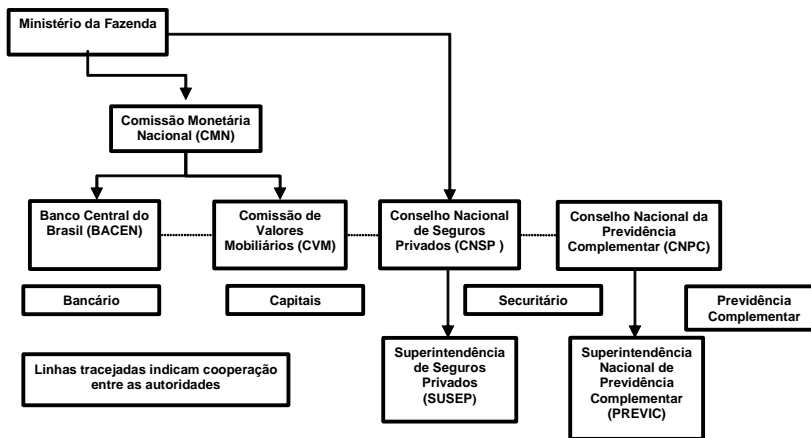 Ministério da Fazenda
Comissão Monetária
Nacional (CMN)
Banco Central do
Brasil (BACEN)
Comissão de
Valores
Mobiliários (CVM)
Conselho Nacional
de Seguros
Privados (CNSP )
Conselho Nacional da
Previdência
Complementar (CNPC)
Bancário
Capitais
Securitário
Previdência
Complementar
Linhas tracejadas indicam cooperação
entre as autoridades
Superintendência
de Seguros
Privados
(SUSEP)
Superintendência
Nacional de
Previdência
Complementar
(PREVIC)